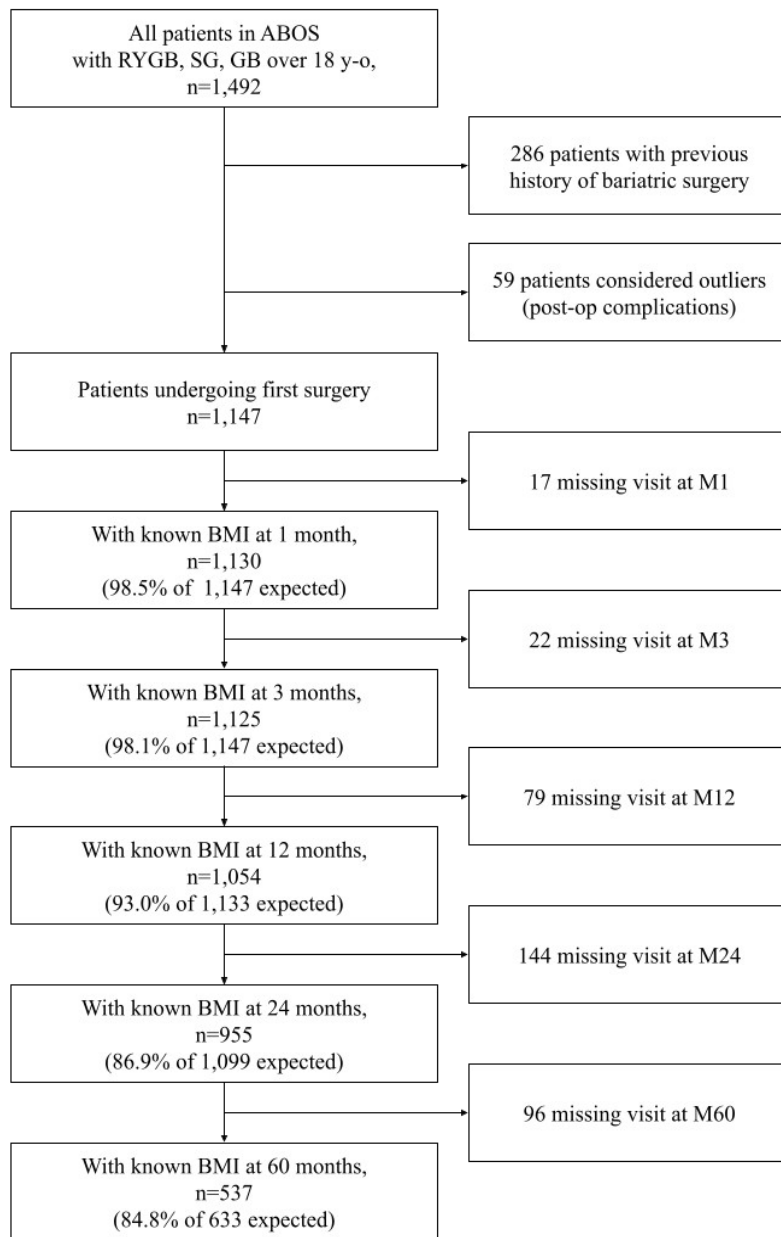 All patients in ABOS
with RYGB, SG, GB over 18 y-o,
n=1,492
286 patients with previous
history of bariatric surgery
59 patients considered outliers
(post-op complications)
Patients undergoing first surgery
n=1,147
17 missing visit at M1
With known BMI at 1 month,
n=1,130
(98.5% of 1,147 expected)
22 missing visit at M3
With known BMI at 3 months,
n=1,125
(98.1% of 1,147 expected)
79 missing visit at M12
With known BMI at 12 months,
n=1,054
(93.0% of 1,133 expected)
144 missing visit at M24
With known BMI at 24 months,
n=955
(86.9% of 1,099 expected)
96 missing visit at M60
With known BMI at 60 months,
n=537
(84.8% of 633 expected)